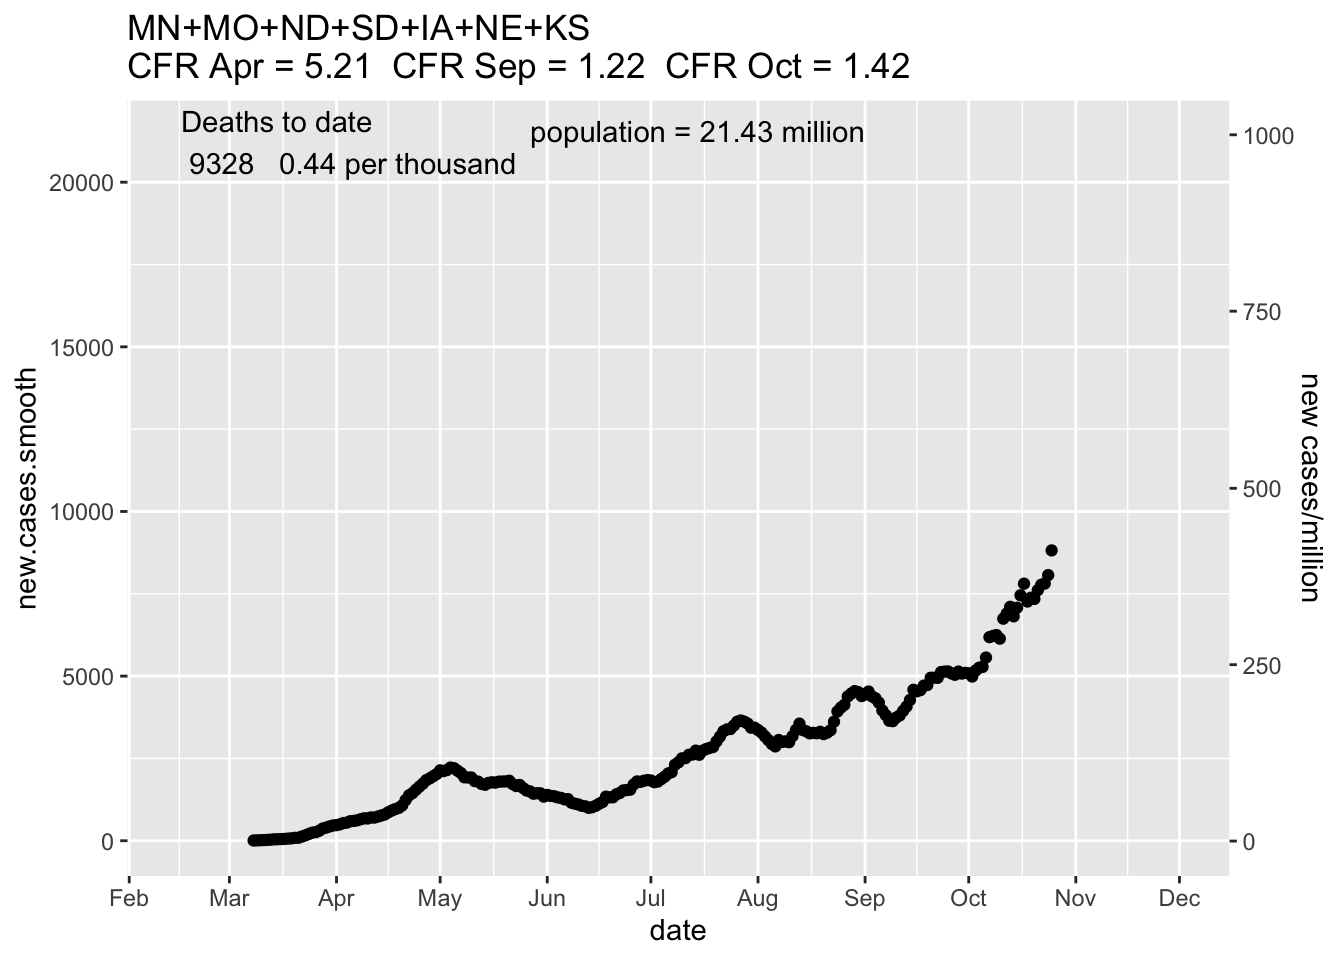 MN+MO+ND+SD+IA+NE+KS
CFR Apr = 5.21 CFR Sep = 1.22 CFR Oct = 1.42
Deaths to date
9328 0.44 per thousand
population = 21.43 million
new.cases.smooth
20000
15000
10000
5000
0
1000
750
500
250
0
new cases/million
Feb Mar Apr May Jun Jul Aug Sep Oct Nov Dec
date